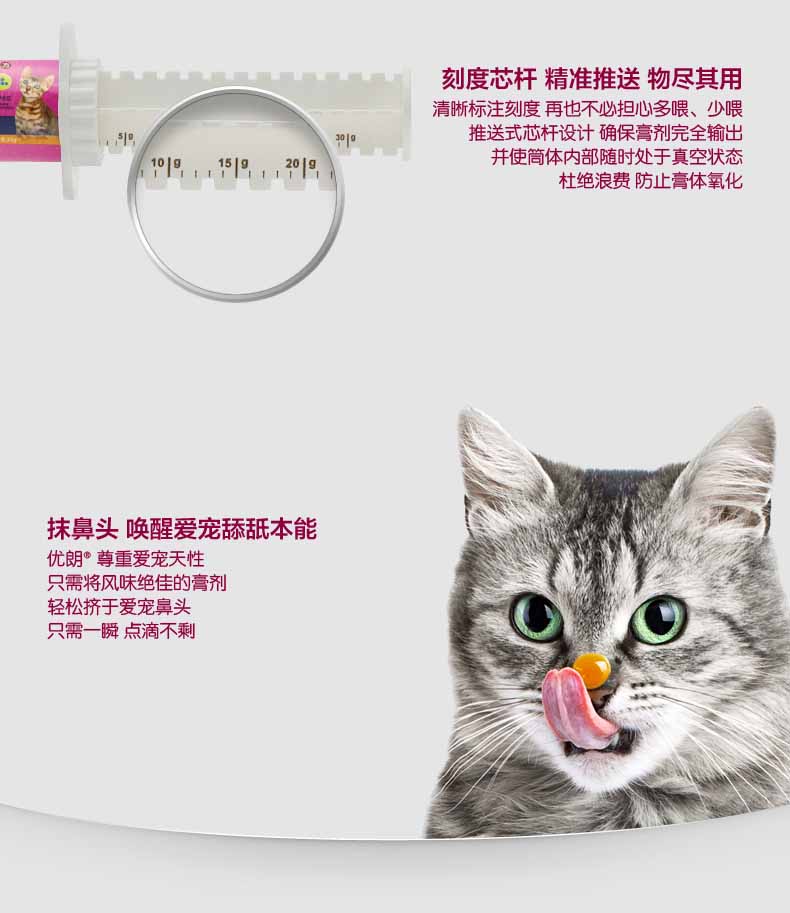 刻度芯杆 精准推送 物尽其用
清晰标注刻度 再也不必担心多喂、少喂
推送式芯杆设计 确保膏剂完全输出
并使筒体内部随时处于真空状态
杜绝浪费 防止膏体氧化
5|g
30|g
10|g 15|g 20|g
抹鼻头 唤醒爱宠舔舐本能
优朗® 尊重爱宠天性
只需将风味绝佳的膏剂
轻松挤于爱宠鼻头
只需一瞬 点滴不剩